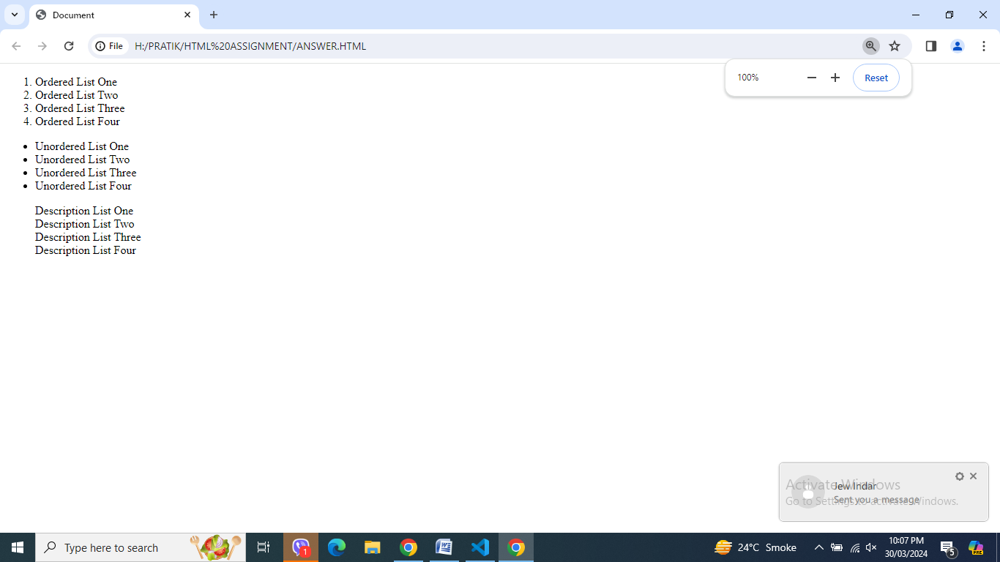 Document
File
H:/PRATIK/HTML%20ASSIGNMENT/ANSWER.HTML
100%
Reset
1. Ordered List One
2. Ordered List Two
3. Ordered List Three
4. Ordered List Four
• Unordered List One
• Unordered List Two
• Unordered List Three
• Unordered List Four
Description List One
Description List Two
Description List Three
Description List Four
Activate Windows
Go to Settings to activate Windows.
Jew Indar
Sent you a message
Type here to search
1
24°C Smoke
10:07 PM
30/03/2024
5
PRE